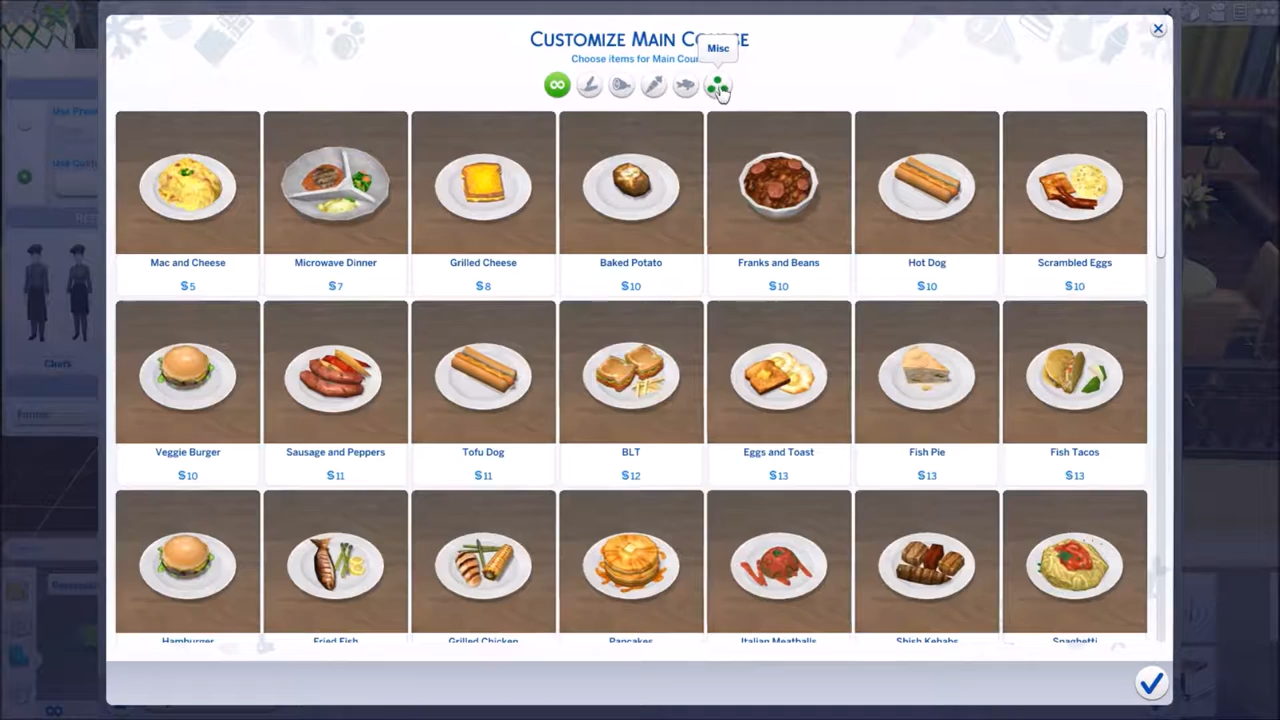 CUSTOMIZE MAIN
Misc
Choose items for Main
Mac and Cheese
Microwave Dinner
Grilled Cheese
Baked Potato
Franks and Beans
Hot Dog
Scrambled Eggs
§5
§7
§8
§10
§10
§10
§10
Veggie Burger
Sausage and Peppers
Tofu Dog
BLT
Eggs and Toast
Fish Pie
Fish Tacos
§10
§11
§11
§12
§13
§13
§13
Hamburger
Fried Fish
Grilled Chicken
Pancakes
Italian Meatballs
Shish Kebabs
Spaghetti
Chefs